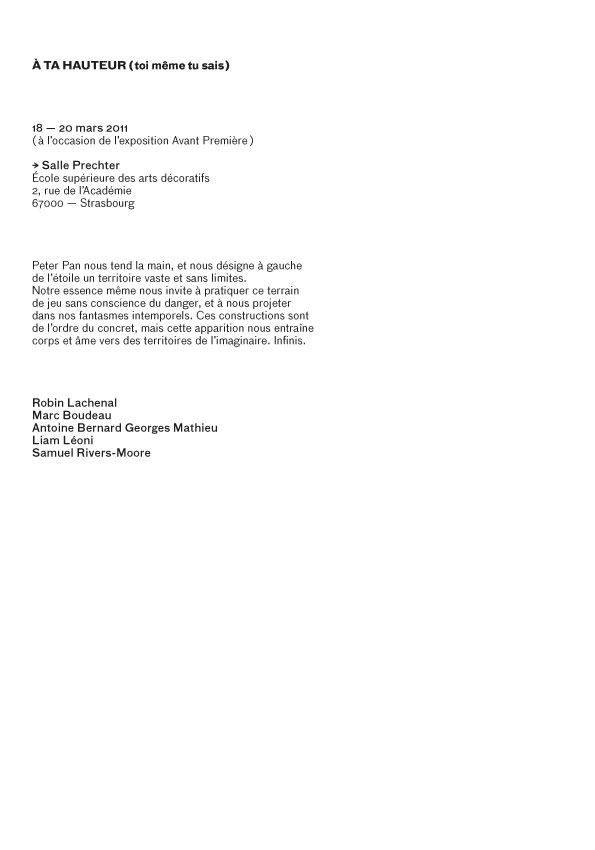 À TA HAUTEUR (toi même tu sais)
18 — 20 mars 2011
(à l'occasion de l'exposition Avant Première)
→ Salle Prechter
École supérieure des arts décoratifs
2, rue de l'Académie
67000 — Strasbourg
Peter Pan nous tend la main, et nous désigne à gauche
de l'étoile un territoire vaste et sans limites.
Notre essence même nous invite à pratiquer ce terrain
de jeu sans conscience du danger, et à nous projeter
dans nos fantasmes intemporels. Ces constructions sont
de l'ordre du concret, mais cette apparition nous entraîne
corps et âme vers des territoires de l'imaginaire. Infinis.
Robin Lachenal
Marc Boudeau
Antoine Bernard Georges Mathieu
Liam Léoni
Samuel Rivers-Moore